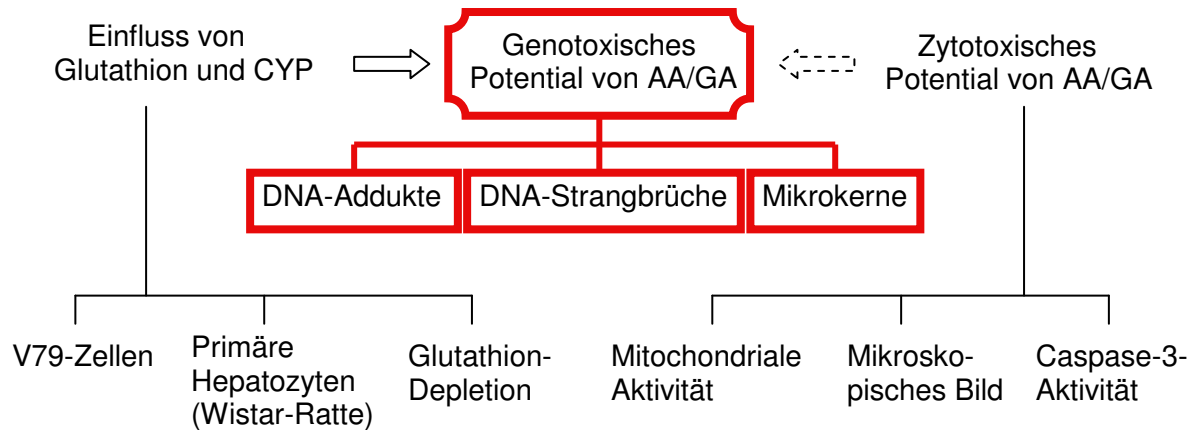 Einfluss von
Glutathion und CYP
Genotoxisches
Potential von AA/GA
Zytotoxisches
Potential von AA/GA
DNA-Addukte
DNA-Strangbrüche
Mikrokerne
V79-Zellen
Primäre
Hepatozyten
(Wistar-Ratte)
Glutathion-
Depletion
Mitochondriale
Aktivität
Mikrosko-
pisches Bild
Caspase-3-
Aktivität